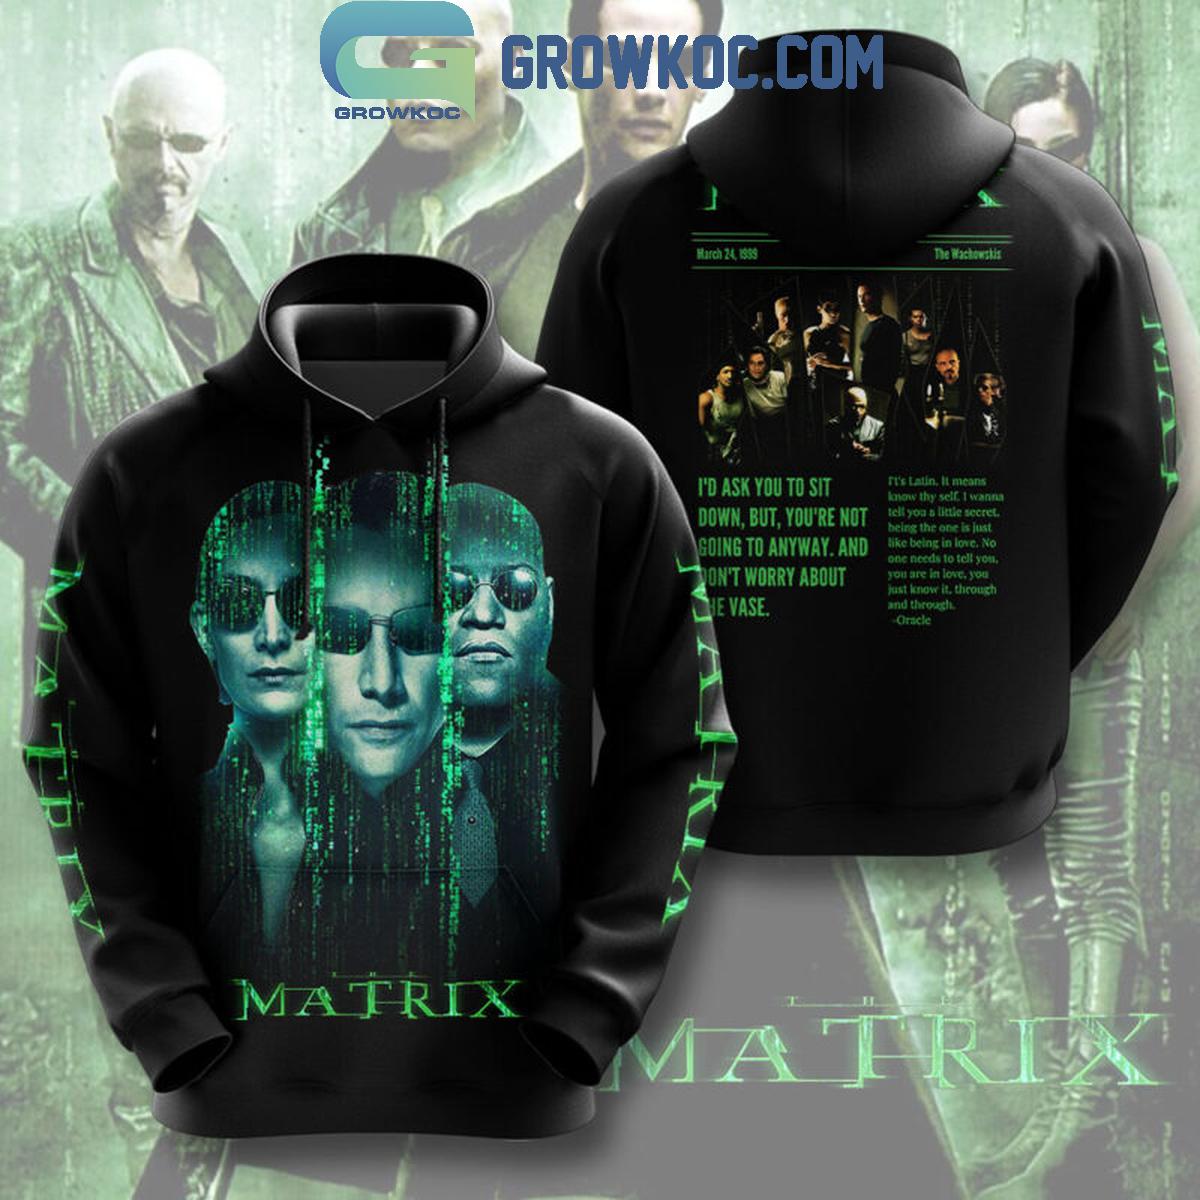 GROWKOC
GROWKOC.COM
March 24, 1999
The Wachowskis
I'D ASK YOU TO SIT
DOWN, BUT, YOU'RE NOT
GOING TO ANYWAY. AND
DON'T WORRY ABOUT
THE VASE.
It's Latin. It means
know thy self. I wanna
tell you a little secret,
being the one is just
like being in love. No
one needs to tell you,
you are in love, you
just know it, through
and through.
-Oracle
MATRIX
MATRIX
THE
MATRIX
THE
MATRIX